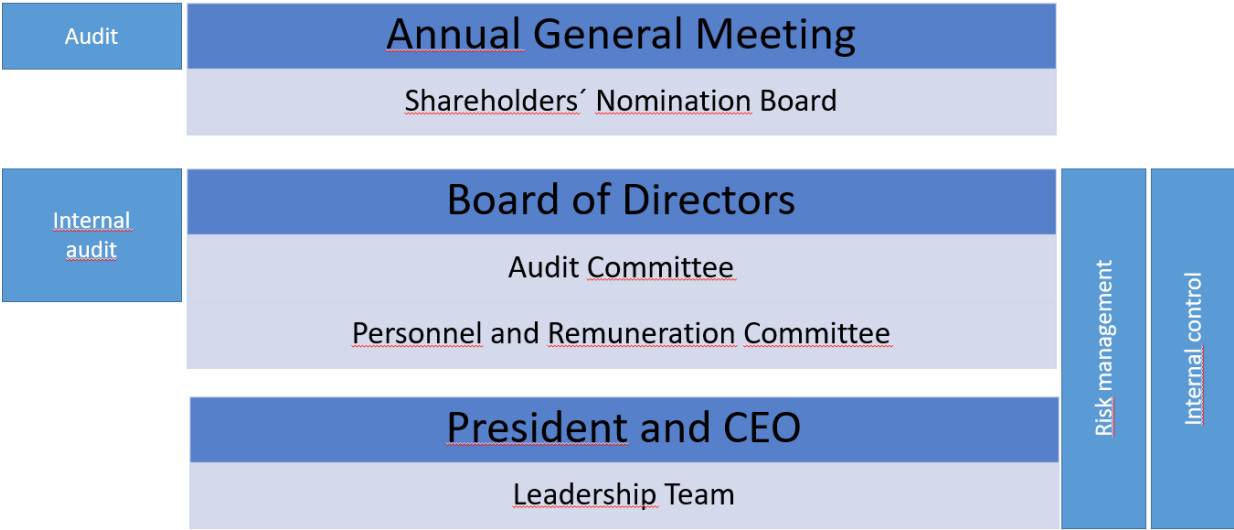 Audit
Annual General Meeting
Shareholders´ Nomination Board
Internal
audit
Board of Directors
Audit Committee
Personnel and Remuneration Committee
Risk management
Internal control
President and CEO
Leadership Team